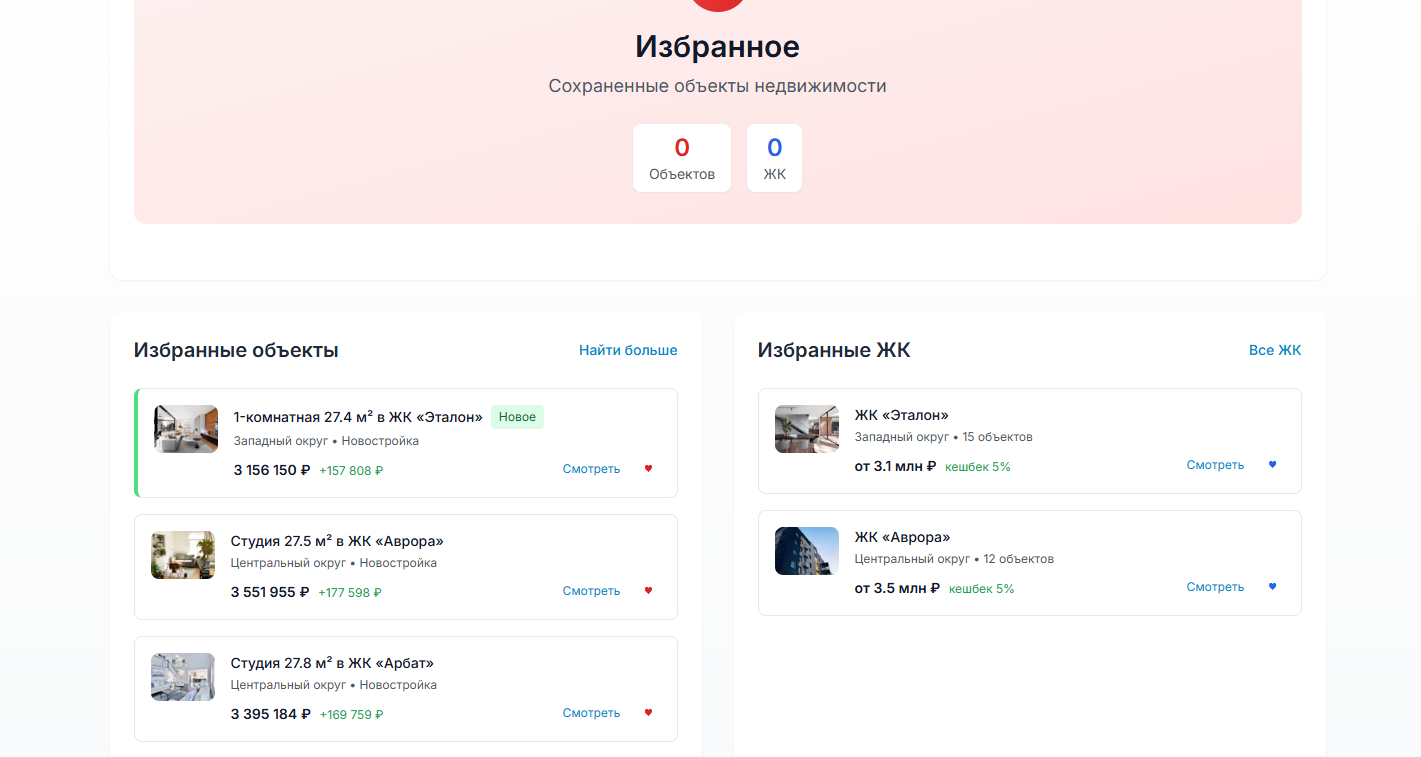 Избранное
Сохраненные объекты недвижимости
0
Объектов
0
ЖК
Избранные объекты
Найти больше
1-комнатная 27.4 м² в ЖК «Эталон» Новое
Западный округ • Новостройка
3 156 150 ₽ +157 808 ₽
Смотреть
Студия 27.5 м² в ЖК «Аврора»
Центральный округ • Новостройка
3 551 955 ₽ +177 598 ₽
Смотреть
Студия 27.8 м² в ЖК «Арбат»
Центральный округ • Новостройка
3 395 184 ₽ +169 759 ₽
Смотреть
Избранные ЖК
Все ЖК
ЖК «Эталон»
Западный округ • 15 объектов
от 3.1 млн ₽ кешбек 5%
Смотреть
ЖК «Аврора»
Центральный округ • 12 объектов
от 3.5 млн ₽ кешбек 5%
Смотреть